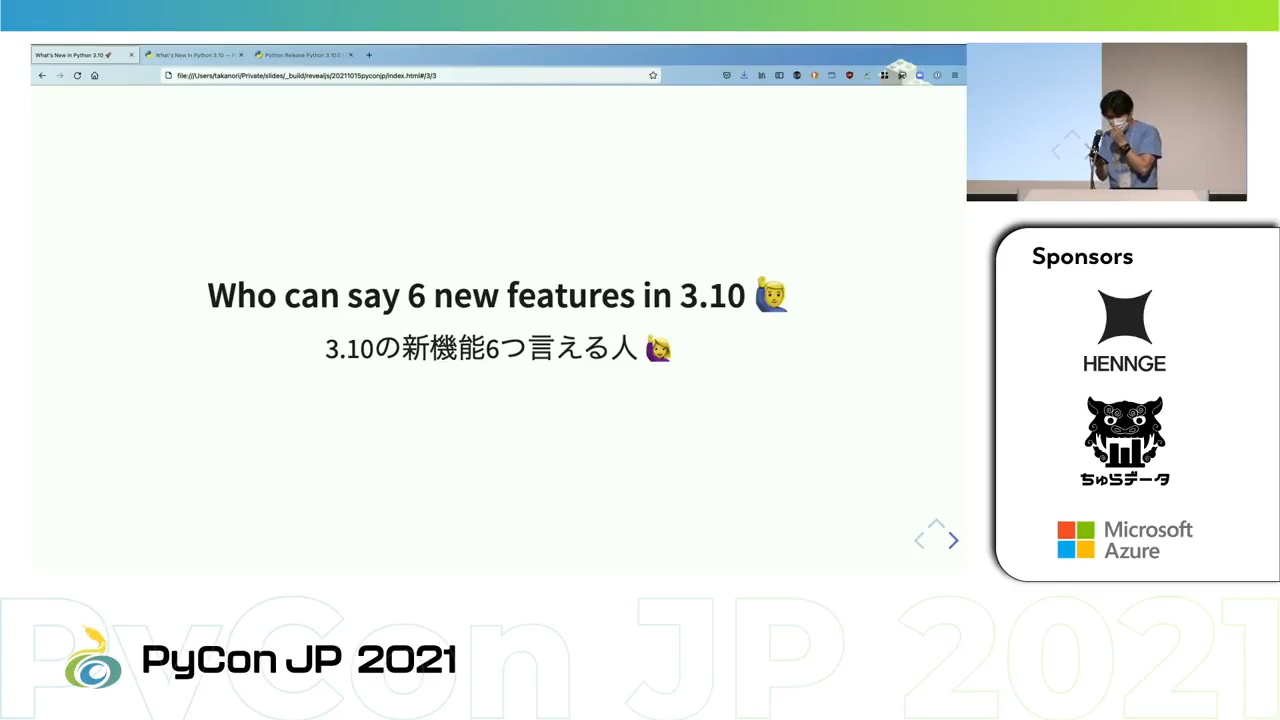 What's New in Python 3.10 🚀
What's New In Python 3.10 — P
Python Release Python 3.10.0 |
file:///Users/takanori/Private/slides/_build/revealjs/20211015pyconjp/index.html#/3/3
Who can say 6 new features in 3.10 🙋‍♂️
3.10の新機能6つ言える人 🙋‍♀️
Sponsors
HENNGE
ちゅらデータ
Microsoft
Azure
PyCon JP 2021
PyCon JP 2021